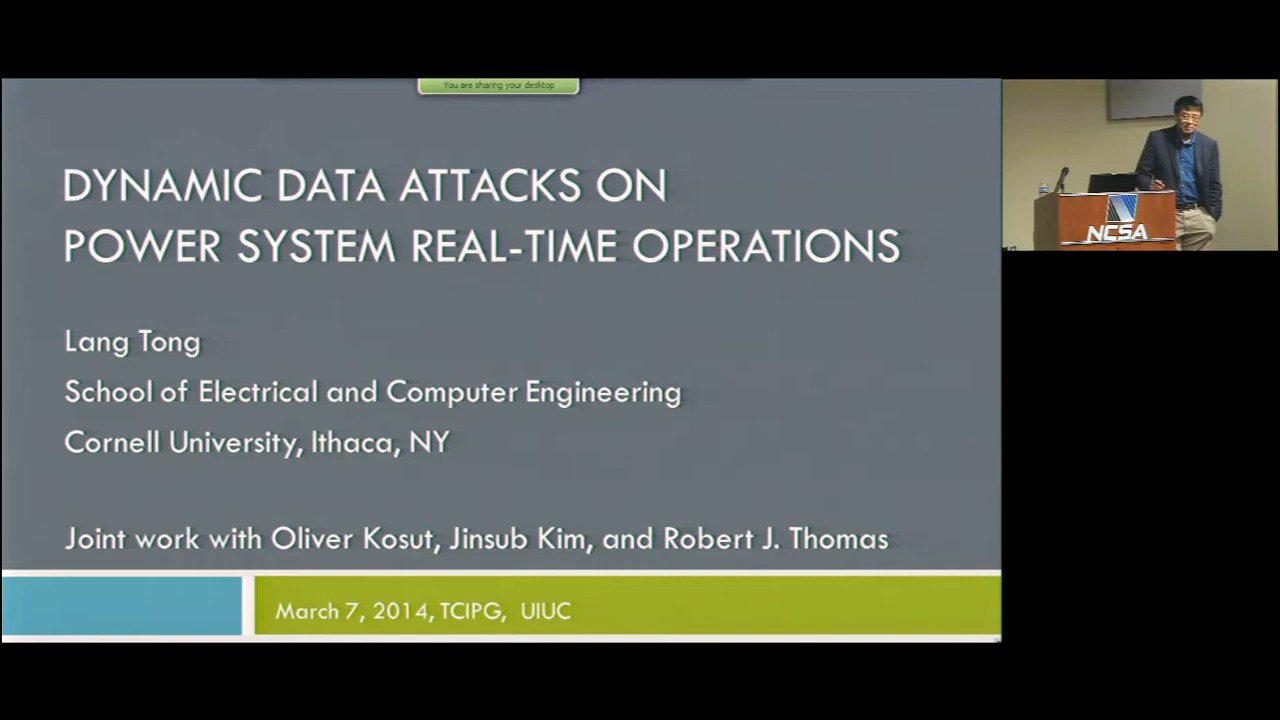 You are sharing your desktop
DYNAMIC DATA ATTACKS ON
POWER SYSTEM REAL-TIME OPERATIONS
Lang Tong
School of Electrical and Computer Engineering
Cornell University, Ithaca, NY
Joint work with Oliver Kosut, Jinsub Kim, and Robert J. Thomas
March 7, 2014, TCIPG, UIUC
NCSA